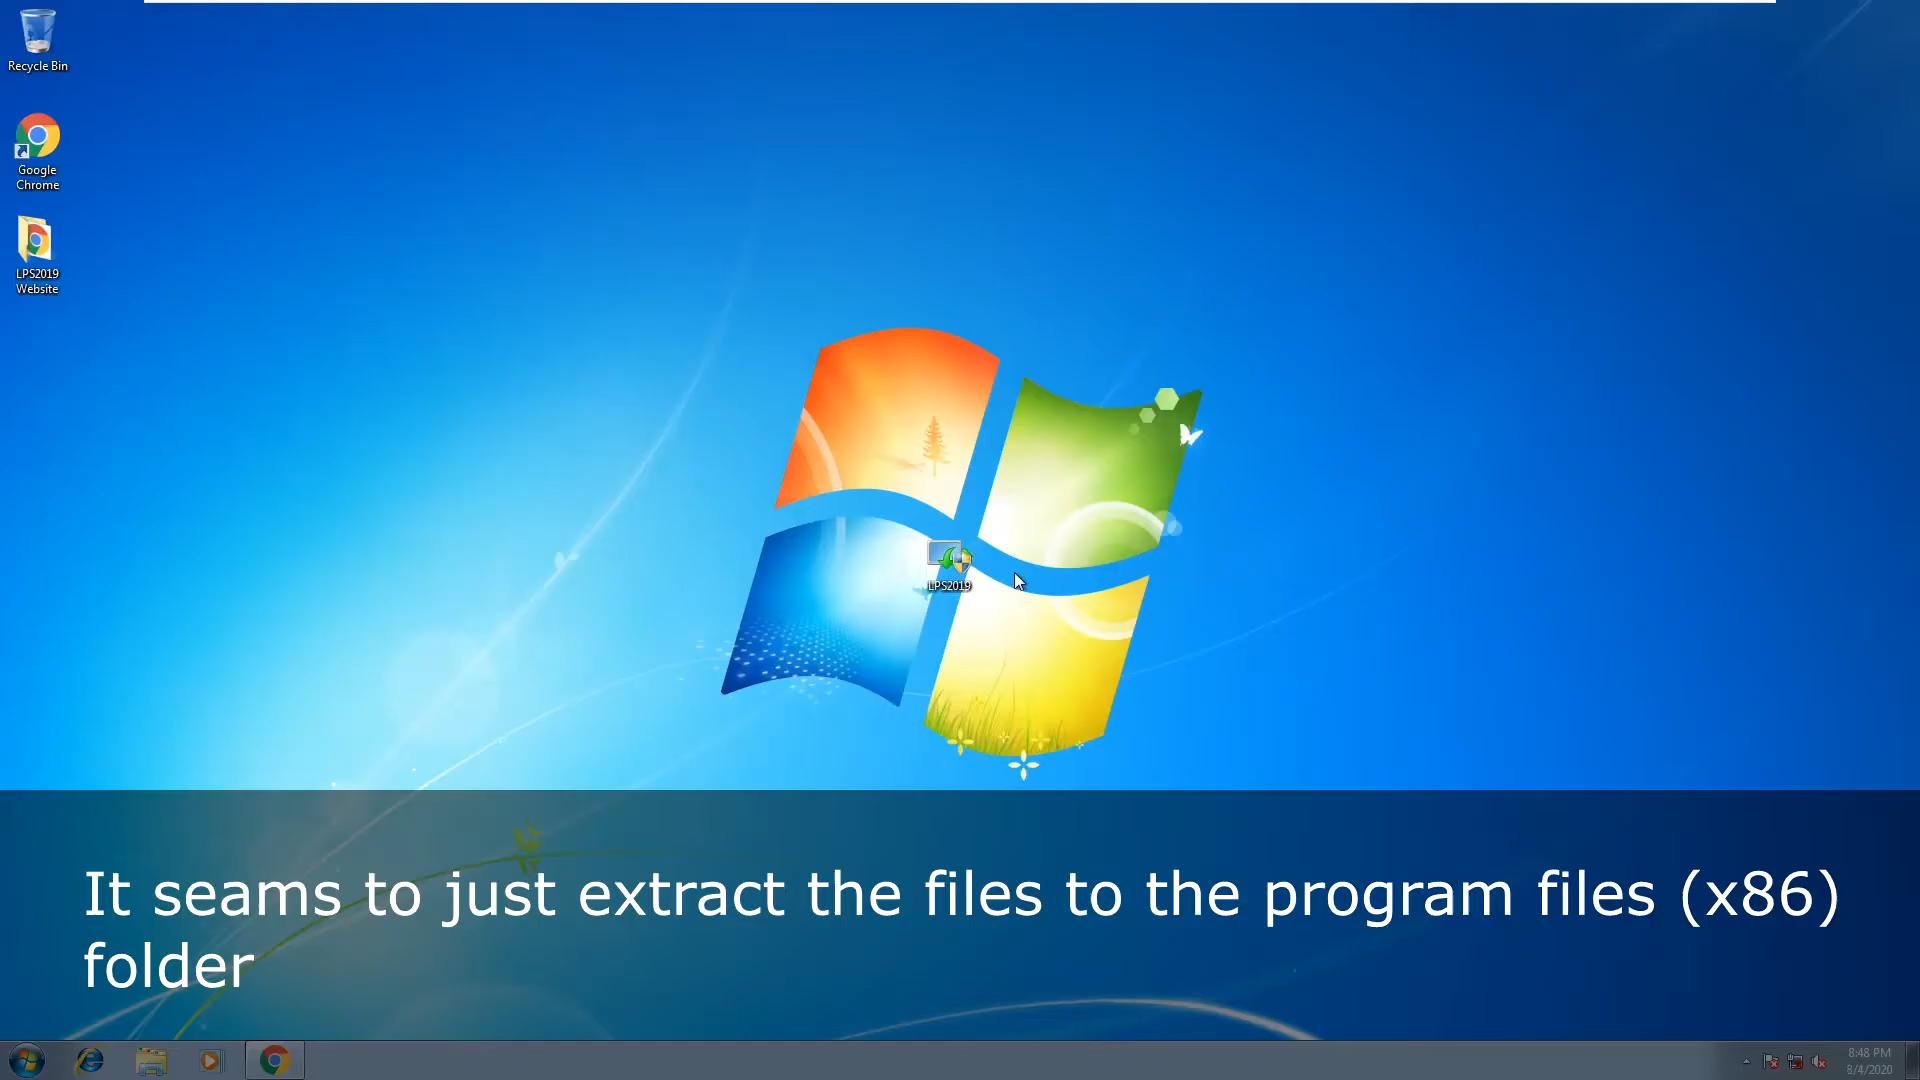 Recycle Bin
Google
Chrome
LPS2019
Website
LPS2019
It seams to just extract the files to the program files (x86)
folder
8:48 PM
8/4/2020